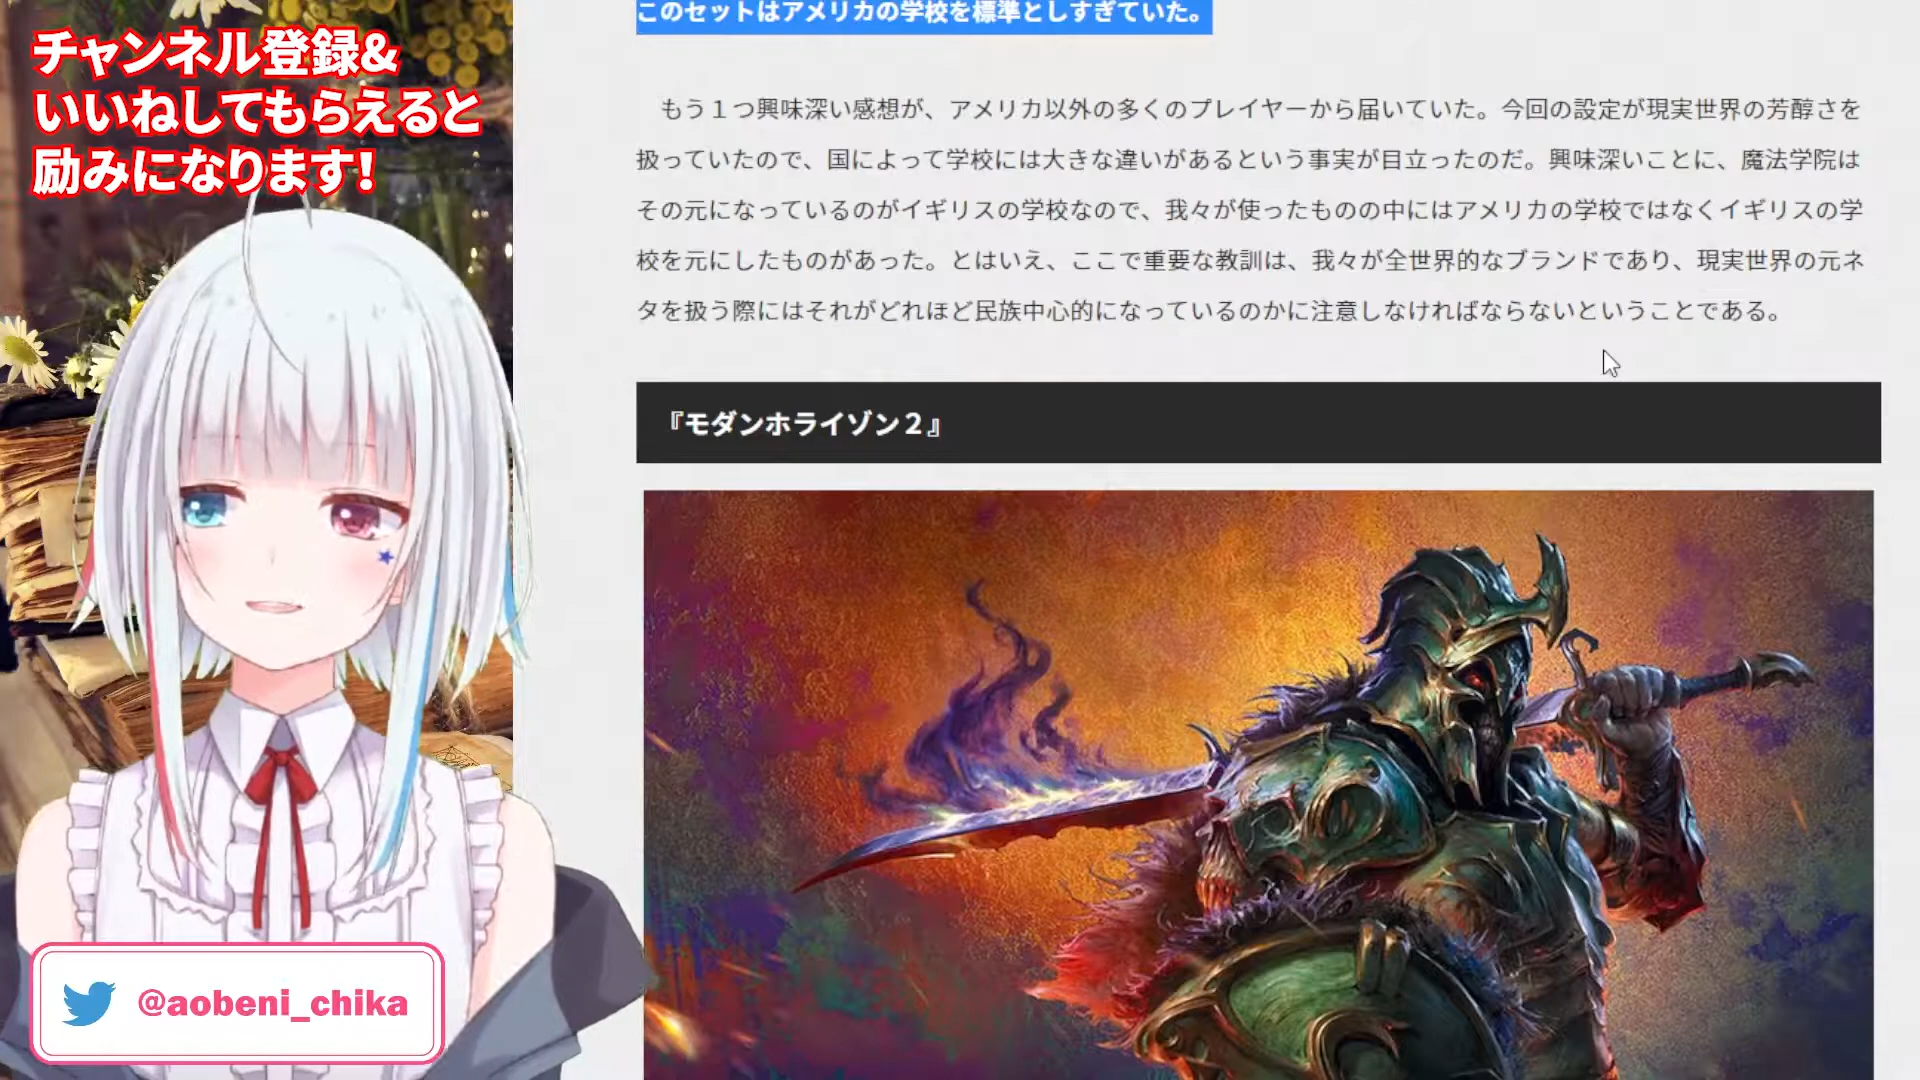 チャンネル登録&
いいねしてもらえると
励みになります!
このセットはアメリカの学校を標準としすぎていた。
もう１つ興味深い感想が、アメリカ以外の多くのプレイヤーから届いていた。今回の設定が現実世界の芳醇さを
扱っていたので、国によって学校には大きな違いがあるという事実が目立ったのだ。興味深いことに、魔法学院は
その元になっているのがイギリスの学校なので、我々が使ったものの中にはアメリカの学校ではなくイギリスの学
校を元にしたものがあった。とはいえ、ここで重要な教訓は、我々が全世界的なブランドであり、現実世界の元ネ
タを扱う際にはそれがどれほど民族中心的になっているのかに注意しなければならないということである。
『モダンホライゾン２』
@aobeni_chika